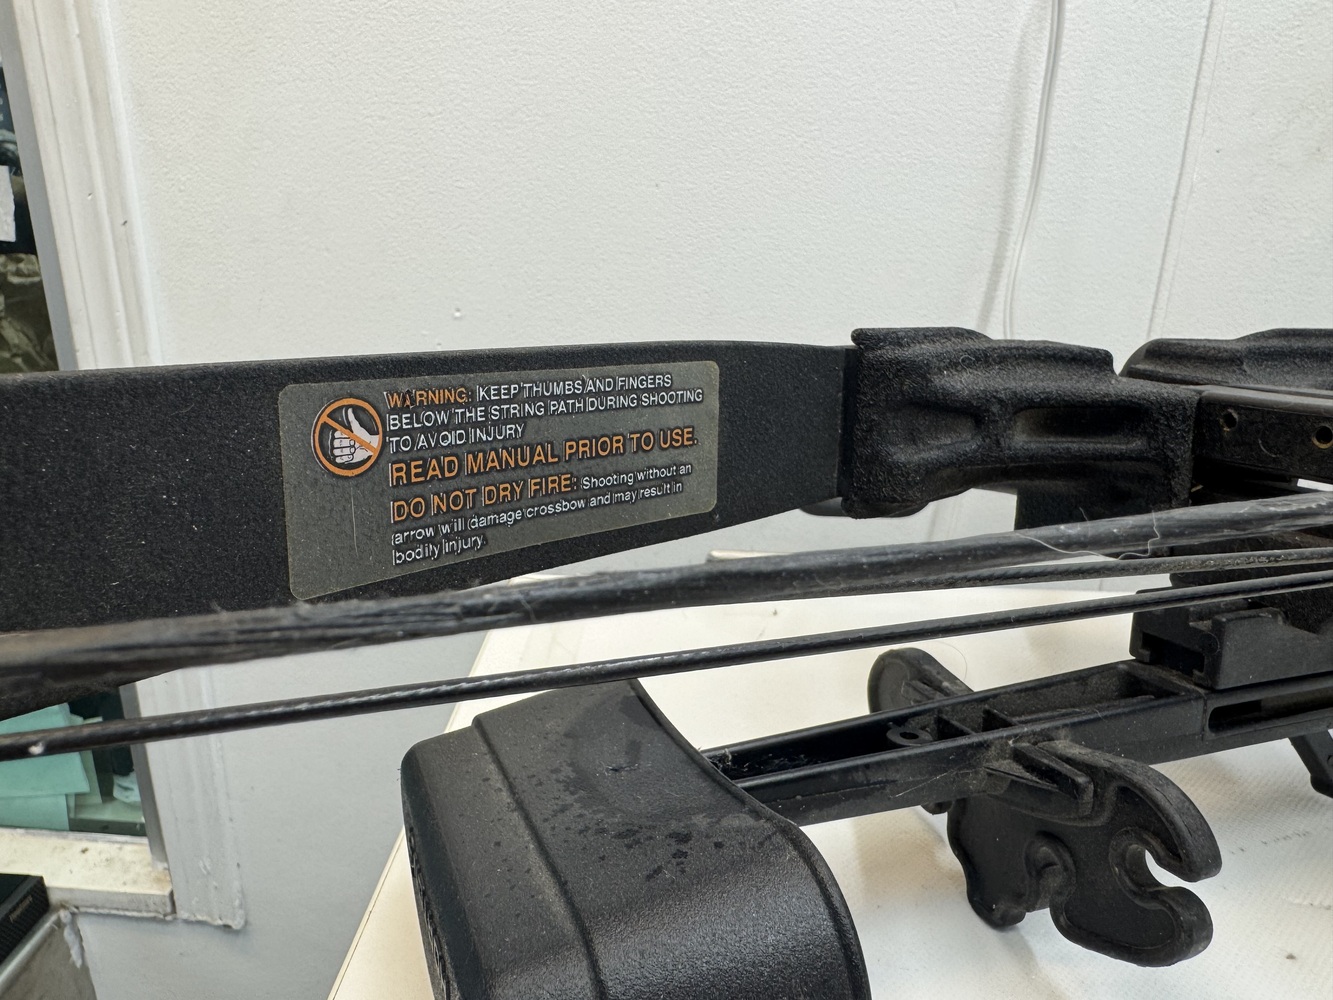 WARNING: KEEP THUMBS AND FINGERS
BELOW THE STRING PATH DURING SHOOTING
TO AVOID INJURY
READ MANUAL PRIOR TO USE.
DO NOT DRY FIRE: Shooting without an
arrow will damage crossbow and may result in
bodily injury.